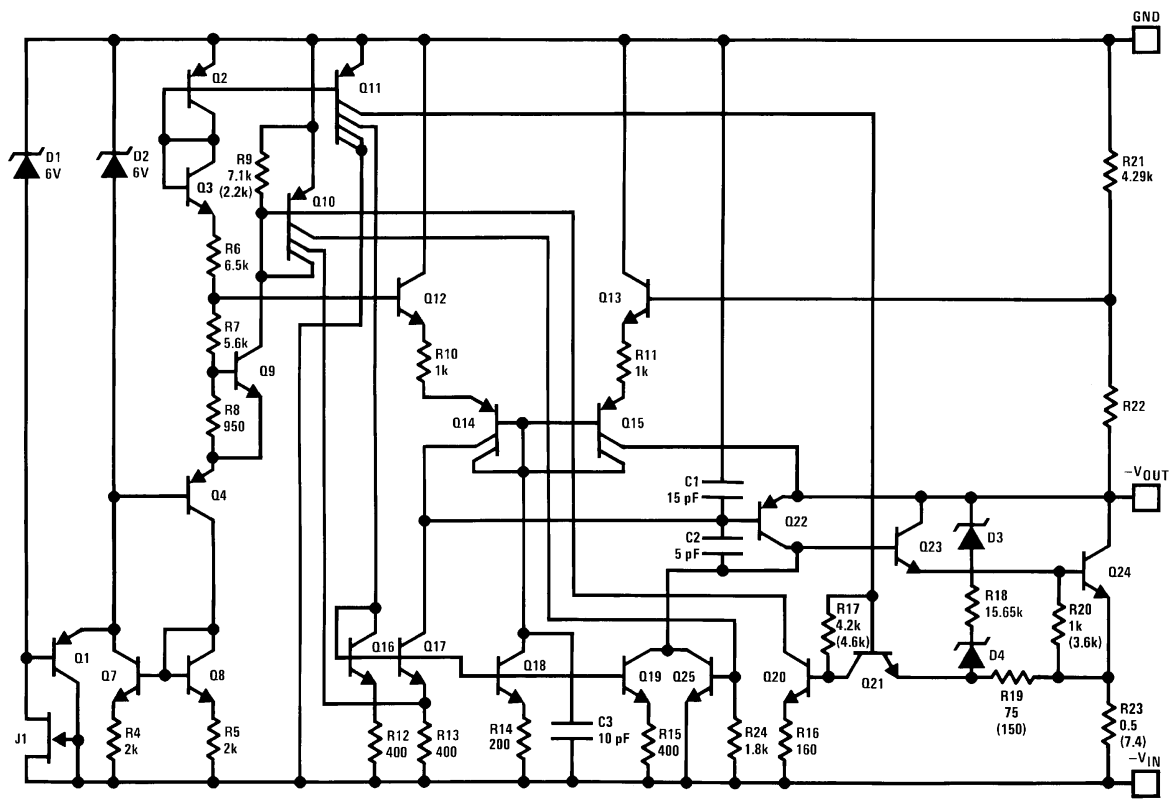 GND
Q2
Q11
D1
6V
D2
6V
R9
7.1k
(2.2k)
R21
4.29k
Q3
Q10
R6
6.5k
Q12
Q13
R7
5.6k
Q9
R10
1k
R11
1k
R8
950
R22
Q14
Q15
Q4
C1
15 pF
-VOUT
Q22
C2
5 pF
Q23
D3
Q24
R17
4.2k
(4.6k)
R18
15.65k
R20
1k
(3.6k)
Q1
Q7
Q8
Q16
Q17
Q18
Q19
Q25
Q20
Q21
D4
R19
75
(150)
J1
R4
2k
R5
2k
R12
400
R13
400
R14
200
C3
10 pF
R15
400
R24
1.8k
R16
160
R23
0.5
(7.4)
-VIN